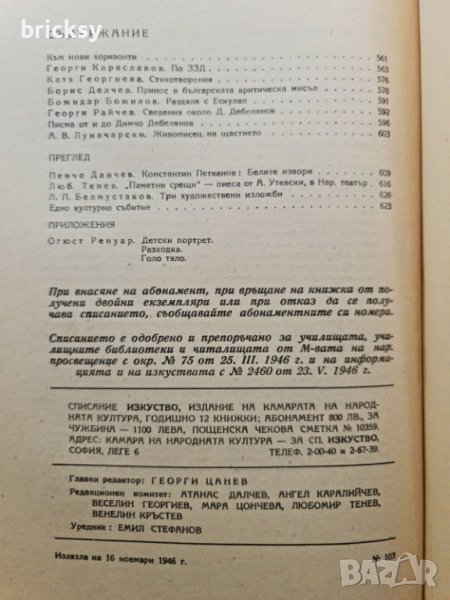 bricksy
СЪДЪРЖАНИЕ
Към нови хоризонти 561
Георги Караславов. По ЗЗД 563
Катя Георгиева. Стихотворения 576
Борис Делчев. Принос в българската критическа мисъл 578
Божидар Божилов. Раздяла с Ескулап 591
Георги Райчев. Сведения около Д. Дебелянов 592
Писма от и до Димчо Дебелянов 596
А. В. Луначарски. Живописец на щастието 603
ПРЕГЛЕД
Пенчо Данчев. Константин Петканов: Белите извори 609
Люб. Тенев. „Паметни срещи" — пиеса от А. Утевски, в Нар. театър 616
Л. П. Белмустаков. Три художествени изложби 620
Едно културно събитие 623
ПРИЛОЖЕНИЯ
Огюст Ренуар. Детски портрет.
Разходка.
Голо тяло.
При внасяне на абонамент, при връщане на книжка от по-
лучени двойни екземпляри или при отказ да се полу-
чава списанието, съобщавайте абонаментните си номера.
Списанието е одобрено и препоръчано за училищата, учи-
лищните библиотеки и читалищата от М-вата на нар.
просвещение с окр. № 75 от 25. III. 1946 г. и на информа-
цията и на изкуствата с № 2460 от 23. V. 1946 г.
СПИСАНИЕ ИЗКУСТВО, ИЗДАНИЕ НА КАМАРАТА НА НАРОД-
НАТА КУЛТУРА, ГОДИШНО 12 КНИЖКИ; АБОНАМЕНТ 800 ЛВ., ЗА
ЧУЖБИНА — 1100 ЛЕВА, ПОЩЕНСКА ЧЕКОВА СМЕТКА № 10359.
АДРЕС: КАМАРА НА НАРОДНАТА КУЛТУРА — ЗА СП. ИЗКУСТВО,
СОФИЯ, ЛЕГЕ 6 ТЕЛЕФ. 2-00-40 и 2-67-39.
Главен редактор: ГЕОРГИ ЦАНЕВ
Редакционен комитет: АТАНАС ДАЛЧЕВ, АНГЕЛ КАРАЛИЙЧЕВ,
ВЕСЕЛИН ГЕОРГИЕВ, МАРА ЦОНЧЕВА, ЛЮБОМИР ТЕНЕВ,
ВЕНЕЛИН КРЪСТЕВ
Уредник: ЕМИЛ СТЕФАНОВ
Излязла на 16 ноември 1946 г. № 103
BAZAR